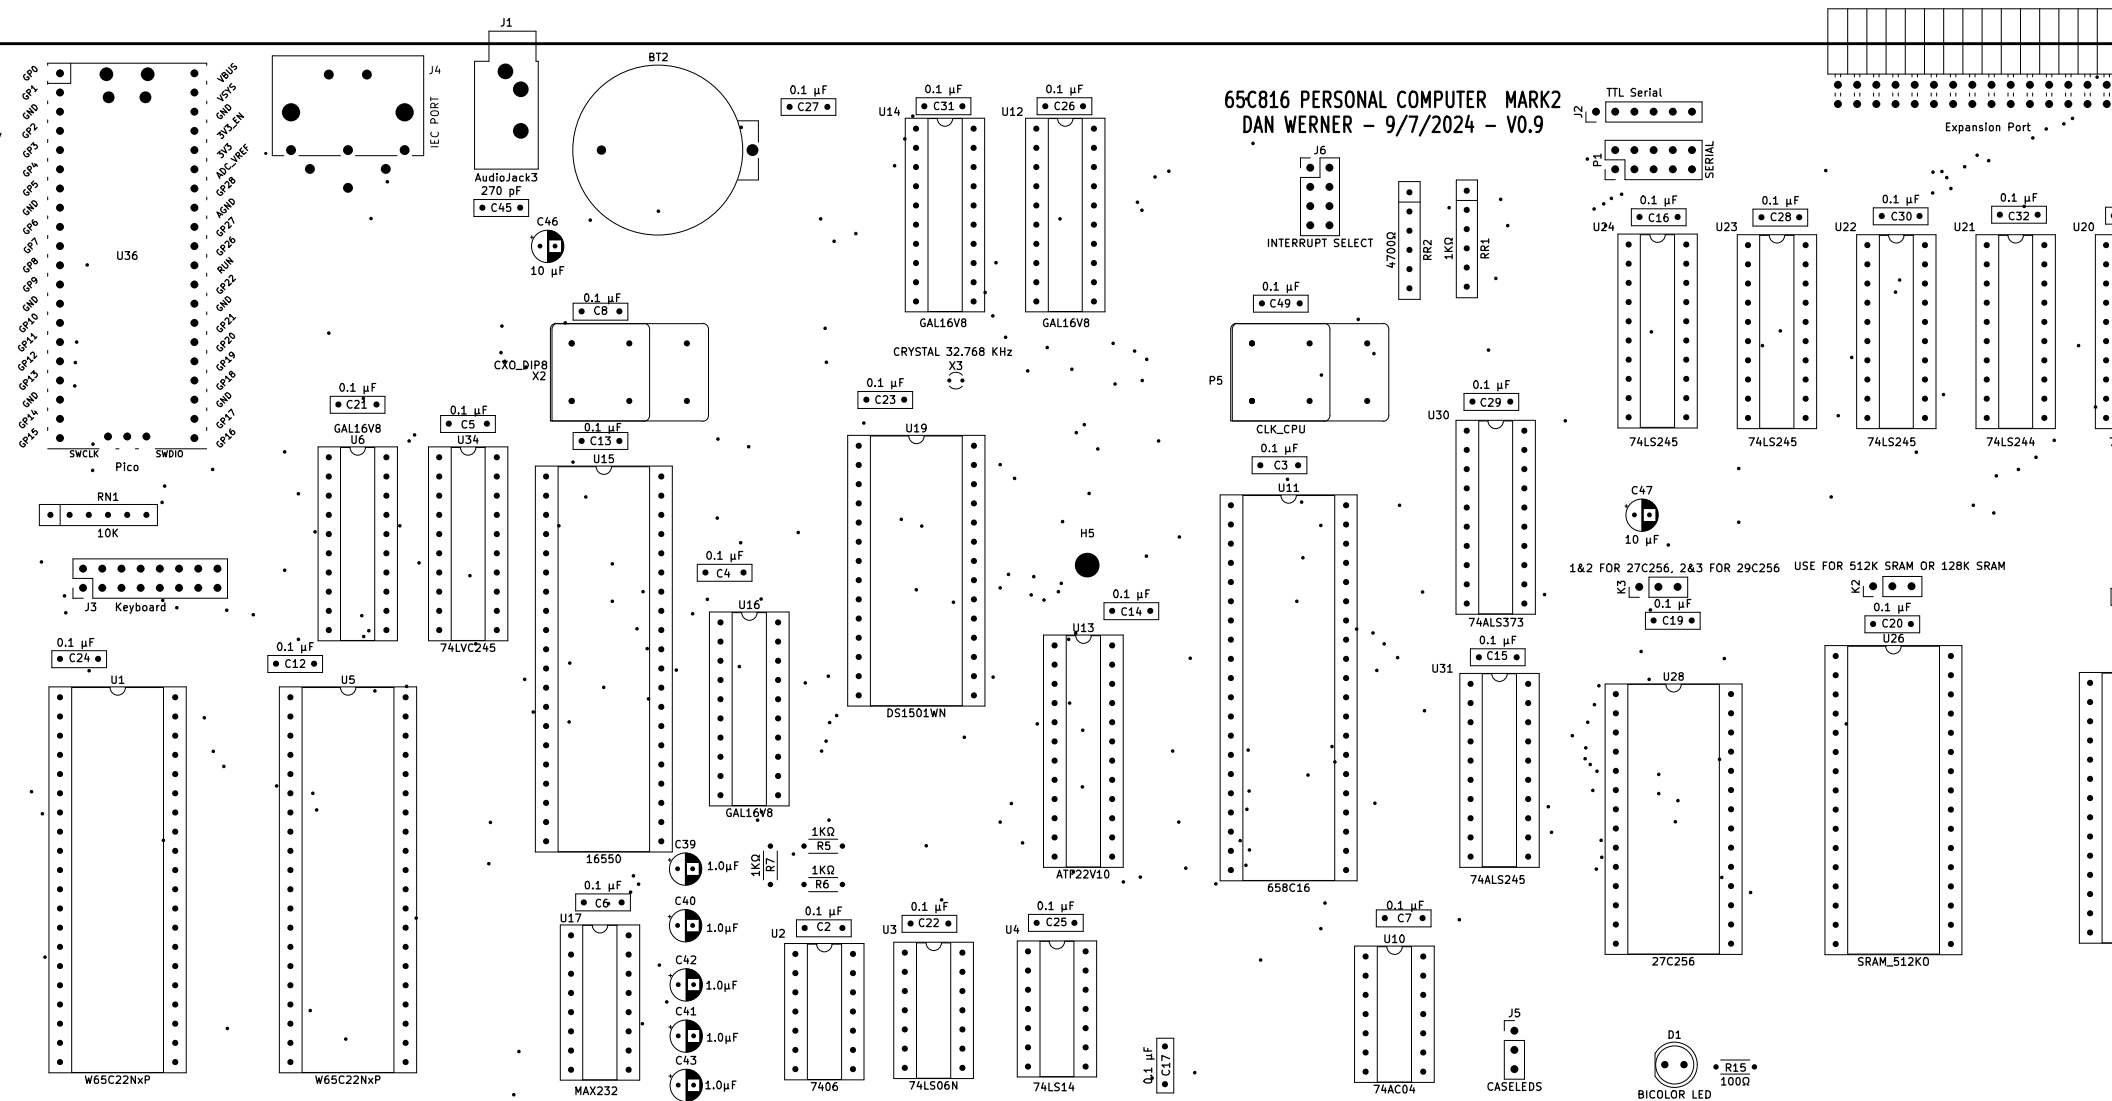 J1
BT2
J4
IEC PORT
GP0
GP1
GND
GP2
GP3
GP4
GP5
GND
GP6
GP7
GP8
GP9
GND
GP10
GP11
GP12
GP13
GND
GP14
GP15
VBUS
VSYS
GND
3V3_EN
3V3
ADC_VREF
GP28
AGND
GP27
GP26
RUN
GP22
GND
GP21
GP20
GP19
GP18
GND
GP17
GP16
U36
SWCLK
SWDIO
Pico
AudioJack3
270 pF
C45
C46
10 µF
0.1 µF
C27
0.1 µF
C31
U14
GAL16V8
0.1 µF
C26
U12
GAL16V8
65C816 PERSONAL COMPUTER MARK2
DAN WERNER - 9/7/2024 - V0.9
J6
INTERRUPT SELECT
4700Ω
RR2
1KΩ
RR1
TTL Serial
J2
P1
SERIAL
Expansion Port
0.1 µF
C16
U24
74LS245
0.1 µF
C28
U23
74LS245
0.1 µF
C30
U22
74LS245
0.1 µF
C32
U21
74LS244
U20
0.1 µF
C8
CXO_DIP8
X2
0.1 µF
C13
U15
16550
CRYSTAL 32.768 KHz
X3
0.1 µF
C23
U19
DS1501WN
0.1 µF
C49
P5
CLK_CPU
0.1 µF
C3
U11
658C16
0.1 µF
C29
U30
74ALS373
0.1 µF
C21
GAL16V8
U6
0.1 µF
C5
U34
74LVC245
RN1
10K
J3 Keyboard
0.1 µF
C4
U16
GAL16V8
H5
0.1 µF
C14
U13
ATF22V10
C47
10 µF
1&2 FOR 27C256, 2&3 FOR 29C256
K3
0.1 µF
C19
U28
27C256
USE FOR 512K SRAM OR 128K SRAM
K2
0.1 µF
C20
U26
SRAM_512KO
0.1 µF
C15
U31
74ALS245
0.1 µF
C24
U1
W65C22NxP
0.1 µF
C12
U5
W65C22NxP
C39
1.0µF
C40
1.0µF
C42
1.0µF
C41
1.0µF
C43
1.0µF
1KΩ
R7
1KΩ
R5
1KΩ
R6
0.1 µF
C6
U17
MAX232
0.1 µF
C2
U2
7406
0.1 µF
C22
U3
74LS06N
0.1 µF
C25
U4
74LS14
0.1 µF
C17
0.1 µF
C7
U10
74AC04
J5
CASELEDS
D1
BICOLOR LED
R15
100Ω